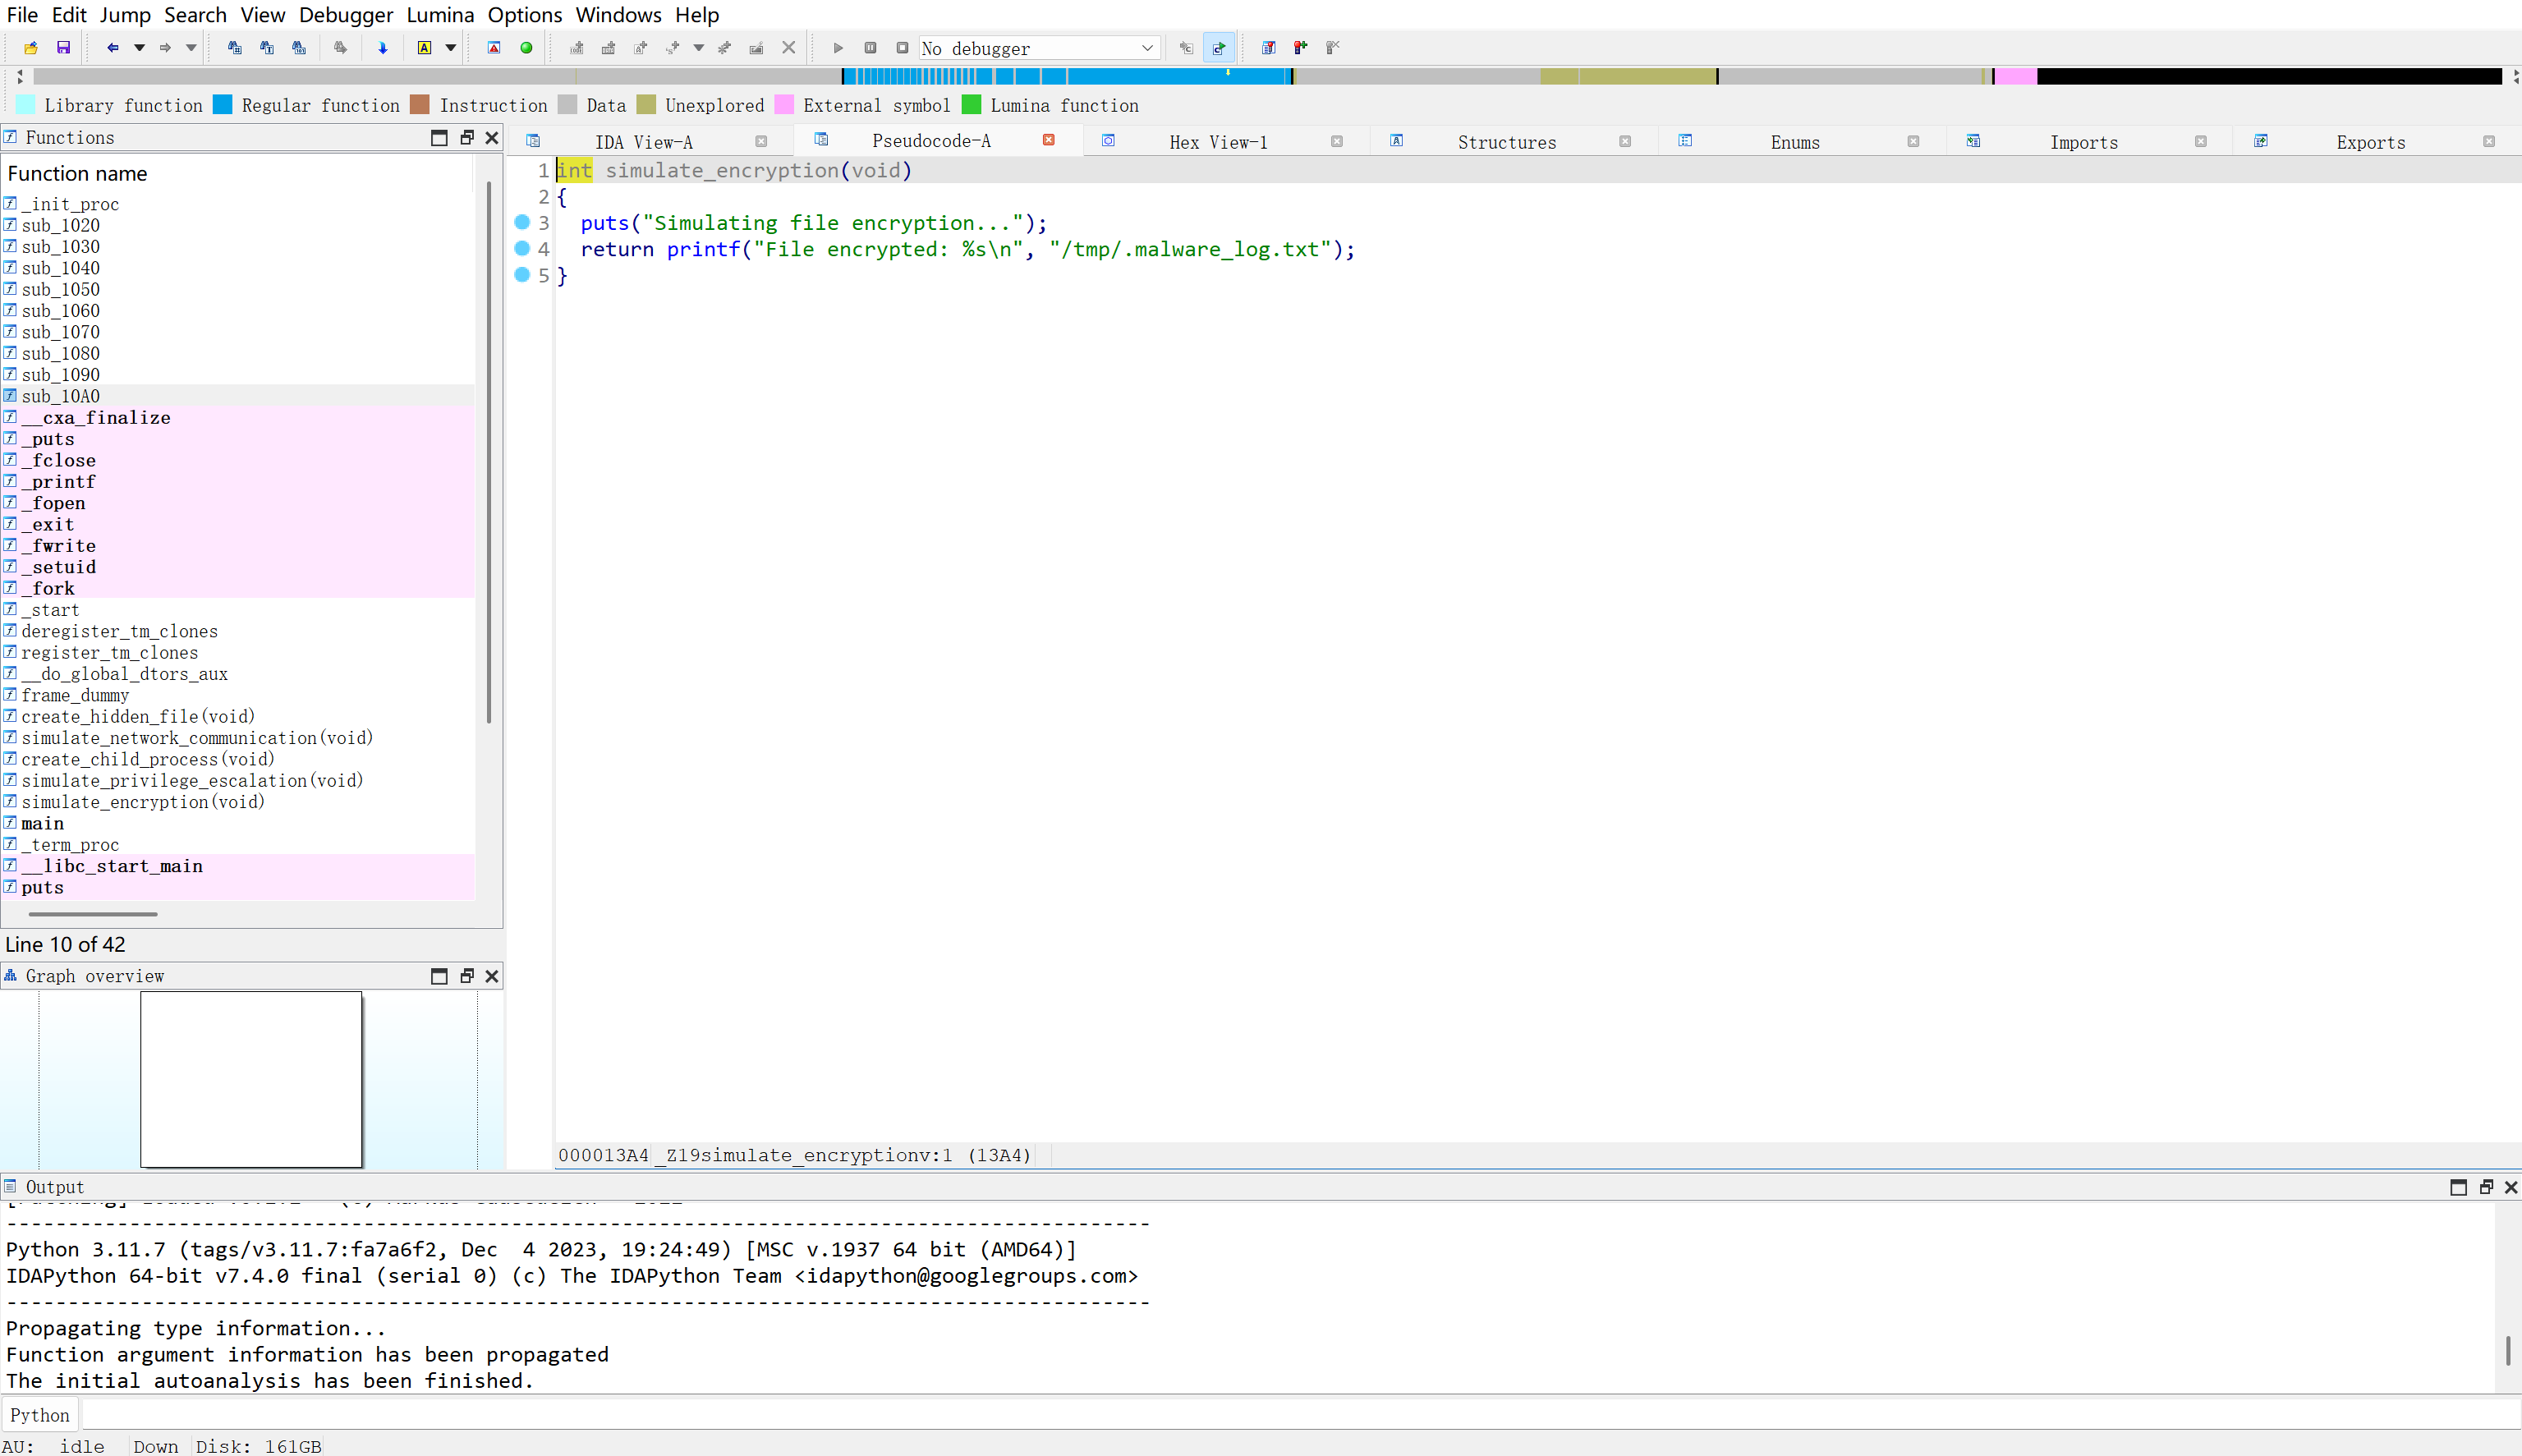 File Edit Jump Search View Debugger Lumina Options Windows Help
No debugger
Library function Regular function Instruction Data Unexplored External symbol Lumina function
Functions
Function name
_init_proc
sub_1020
sub_1030
sub_1040
sub_1050
sub_1060
sub_1070
sub_1080
sub_1090
sub_10A0
__cxa_finalize
_puts
_fclose
_printf
_fopen
_exit
_fwrite
_setuid
_fork
_start
deregister_tm_clones
register_tm_clones
__do_global_dtors_aux
frame_dummy
create_hidden_file(void)
simulate_network_communication(void)
create_child_process(void)
simulate_privilege_escalation(void)
simulate_encryption(void)
main
_term_proc
__libc_start_main
puts
Line 10 of 42
Graph overview
IDA View-A Pseudocode-A Hex View-1 Structures Enums Imports Exports
1 int simulate_encryption(void)
2 {
3 puts("Simulating file encryption...");
4 return printf("File encrypted: %s\n", "/tmp/.malware_log.txt");
5 }
000013A4 _Z19simulate_encryptionv:1 (13A4)
Output
---------------------------------------------------------------------------------------------
Python 3.11.7 (tags/v3.11.7:fa7a6f2, Dec  4 2023, 19:24:49) [MSC v.1937 64 bit (AMD64)]
IDAPython 64-bit v7.4.0 final (serial 0) (c) The IDAPython Team <idapython@googlegroups.com>
---------------------------------------------------------------------------------------------
Propagating type information...
Function argument information has been propagated
The initial autoanalysis has been finished.
Python
AU: idle Down Disk: 161GB